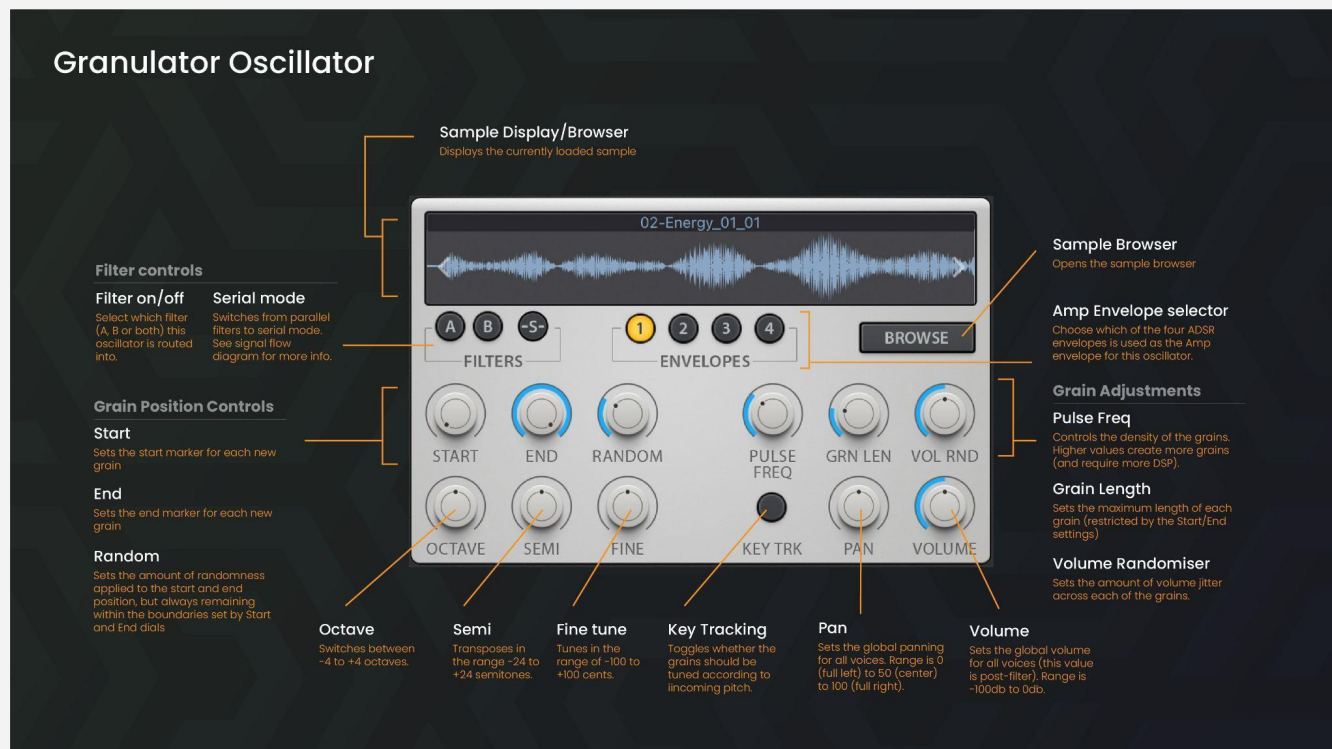 Granulator Oscillator
Sample Display/Browser
Displays the currently loaded sample
02-Energy_01_01
Filter controls
Filter on/off
Select which filter
(A, B or both) this
oscillator is routed
into.
Serial mode
Switches from parallel
filters to serial mode.
See signal flow
diagram for more info.
A B -S-
FILTERS
1 2 3 4
ENVELOPES
BROWSE
Sample Browser
Opens the sample browser
Amp Envelope selector
Choose which of the four ADSR
envelopes is used as the Amp
envelope for this oscillator.
Grain Position Controls
Start
Sets the start marker for each new
grain
End
Sets the end marker for each new
grain
Random
Sets the amount of randomness
applied to the start and end
position, but always remaining
within the boundaries set by Start
and End dials
START END RANDOM
PULSE
FREQ
GRN LEN VOL RND
OCTAVE SEMI FINE KEY TRK PAN VOLUME
Grain Adjustments
Pulse Freq
Controls the density of the grains.
Higher values create more grains
(and require more DSP).
Grain Length
Sets the maximum length of each
grain (restricted by the Start/End
settings)
Volume Randomiser
Sets the amount of volume jitter
across each of the grains.
Octave
Switches between
-4 to +4 octaves.
Semi
Transposes in
the range -24 to
+24 semitones.
Fine tune
Tunes in the
range of -100 to
+100 cents.
Key Tracking
Toggles whether the
grains should be
tuned according to
iincoming pitch.
Pan
Sets the global panning
for all voices. Range is 0
(full left) to 50 (center)
to 100 (full right).
Volume
Sets the global volume
for all voices (this value
is post-filter). Range is
-100db to 0db.